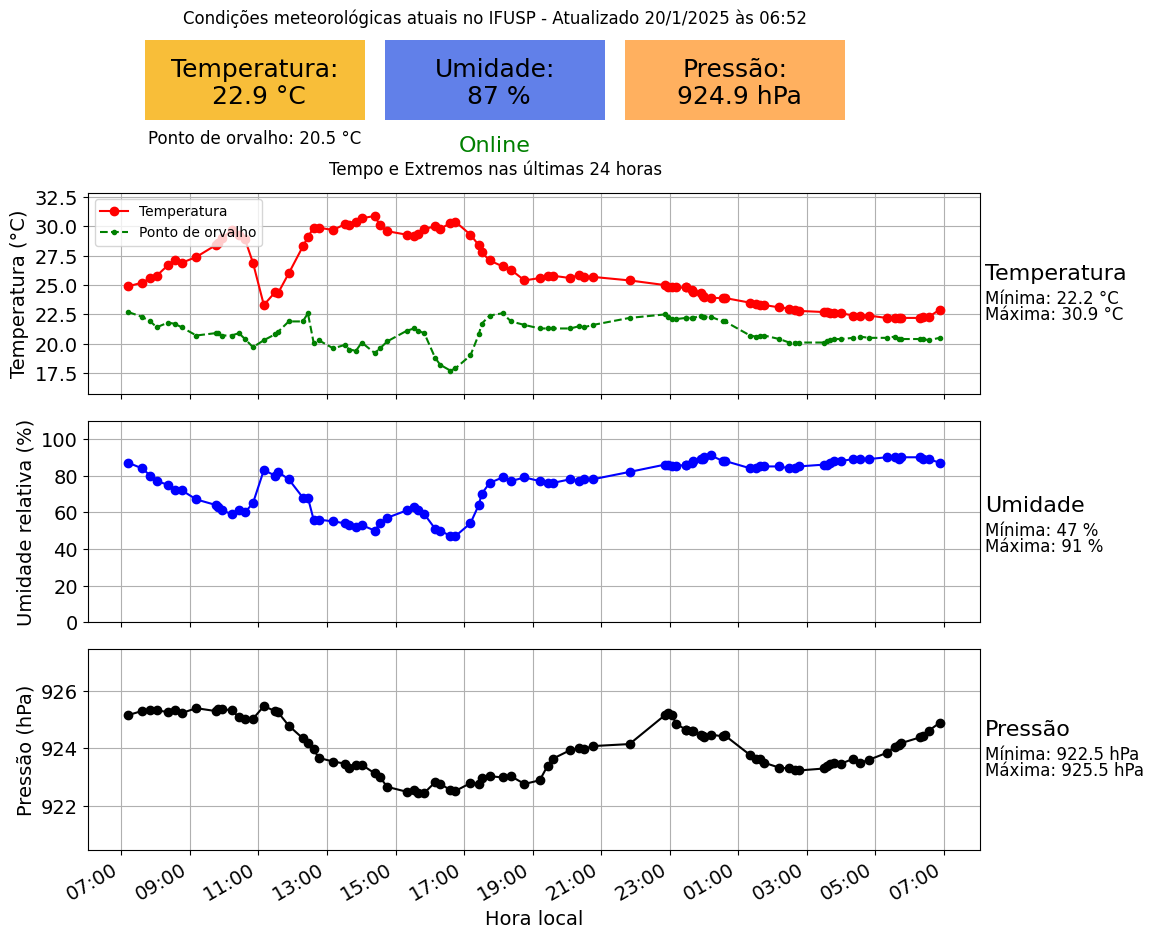 Condições meteorológicas atuais no IFUSP - Atualizado 20/1/2025 às 06:52
Temperatura:
22.9 °C
Umidade:
87 %
Pressão:
924.9 hPa
Ponto de orvalho: 20.5 °C
Online
Tempo e Extremos nas últimas 24 horas
Temperatura (°C)
32.5
30.0
27.5
25.0
22.5
20.0
17.5
Temperatura
Ponto de orvalho
Temperatura
Mínima: 22.2 °C
Máxima: 30.9 °C
Umidade relativa (%)
100
80
60
40
20
0
Umidade
Mínima: 47 %
Máxima: 91 %
Pressão (hPa)
926
924
922
Pressão
Mínima: 922.5 hPa
Máxima: 925.5 hPa
07:00 09:00 11:00 13:00 15:00 17:00 19:00 21:00 23:00 01:00 03:00 05:00 07:00
Hora local